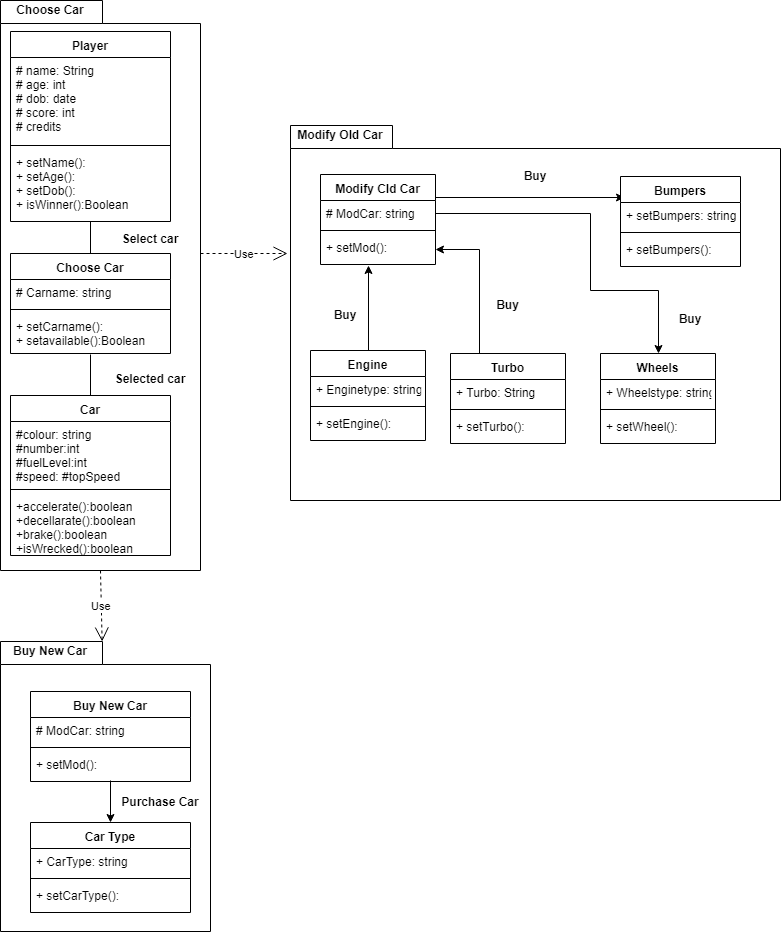 Choose Car
Player
# name: String
# age: int
# dob: date
# score: int
# credits
+ setName():
+ setAge():
+ setDob():
+ isWinner():Boolean
Select car
Choose Car
# Carname: string
+ setCarname():
+ setavailable():Boolean
Selected car
Car
#colour: string
#number:int
#fuelLevel:int
#speed: #topSpeed
+accelerate():boolean
+decellarate():boolean
+brake():boolean
+isWrecked():boolean
Use
Use
Modify Old Car
Modify Cld Car
# ModCar: string
+ setMod():
Buy
Bumpers
+ setBumpers: string
+ setBumpers():
Buy
Buy
Buy
Engine
+ Enginetype: string
+ setEngine():
Turbo
+ Turbo: String
+ setTurbo():
Wheels
+ Wheelstype: string
+ setWheel():
Buy New Car
Buy New Car
# ModCar: string
+ setMod():
Purchase Car
Car Type
+ CarType: string
+ setCarType():